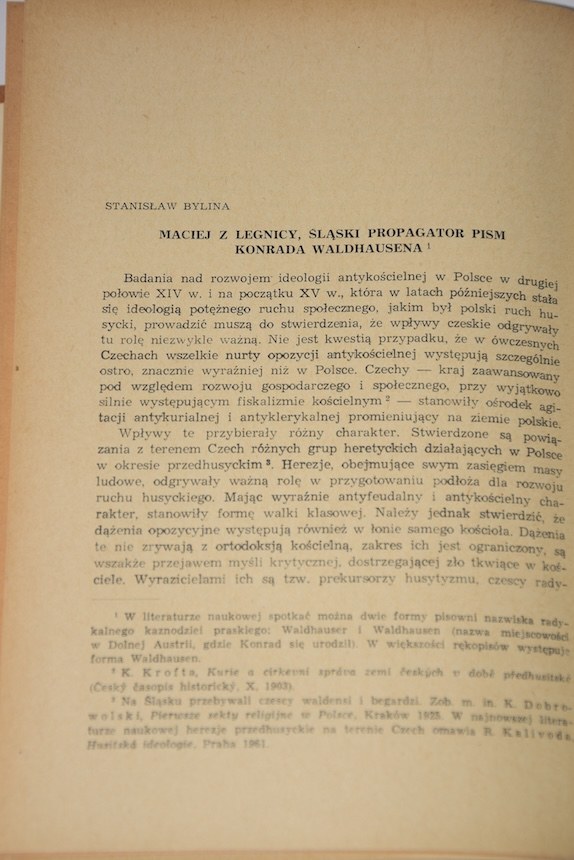 STANISŁAW BYLINA
MACIEJ Z LEGNICY, ŚLĄSKI PROPAGATOR PISM
KONRADA WALDHAUSENA ¹
Badania nad rozwojem ideologii antykościelnej w Polsce w drugiej
połowie XIV w. i na początku XV w., która w latach późniejszych stała
się ideologią potężnego ruchu społecznego, jakim był polski ruch hu-
sycki, prowadzić muszą do stwierdzenia, że wpływy czeskie odgrywały
tu rolę niezwykle ważną. Nie jest kwestią przypadku, że w ówczesnych
Czechach wszelkie nurty opozycji antykościelnej występują szczególnie
ostro, znacznie wyraźniej niż w Polsce. Czechy — kraj zaawansowany
pod względem rozwoju gospodarczego i społecznego, przy wyjątkowo
silnie występującym fiskalizmie kościelnym ² — stanowiły ośrodek agi-
tacji antykurialnej i antyklerykalnej promieniujący na ziemie polskie.
Wpływy te przybierały różny charakter. Stwierdzone są powią-
zania z terenem Czech różnych grup heretyckich działających w Polsce
w okresie przedhusyckim ³. Herezje, obejmujące swym zasięgiem masy
ludowe, odgrywały ważną rolę w przygotowaniu podłoża dla rozwoju
ruchu husyckiego. Mając wyraźnie antyfeudalny i antykościelny cha-
rakter, stanowiły formę walki klasowej. Należy jednak stwierdzić, że
dążenia opozycyjne występują również w łonie samego kościoła. Dążenia
te nie zrywają z ortodoksją kościelną, zakres ich jest ograniczony, są
wszakże przejawem myśli krytycznej, dostrzegającej zło tkwiące w koś-
ciele. Wyrazicielami ich są tzw. prekursorzy husytyzmu, czescy rady-
¹ W literaturze naukowej spotkać można dwie formy pisowni nazwiska rady-
kalnego kaznodziei praskiego: Waldhauser i Waldhausen (nazwa miejscowości
w Dolnej Austrii, gdzie Konrad się urodził). W większości rękopisów występuje
forma Waldhausen.
² K. Krofta, Kurie a cirkevní správa zemí českých v době předhusitské
(Český časopis historický, X, 1903).
³ Na Śląsku przebywali czescy waldensi i begardzi. Zob. m. in. K. Dobro-
wolski, Pierwsze sekty religijne w Polsce, Kraków 1925. W najnowszej litera-
turze naukowej herezje przedhusyckie na terenie Czech omawia R. Kalivoda,
Husitská ideologie, Praha 1961.